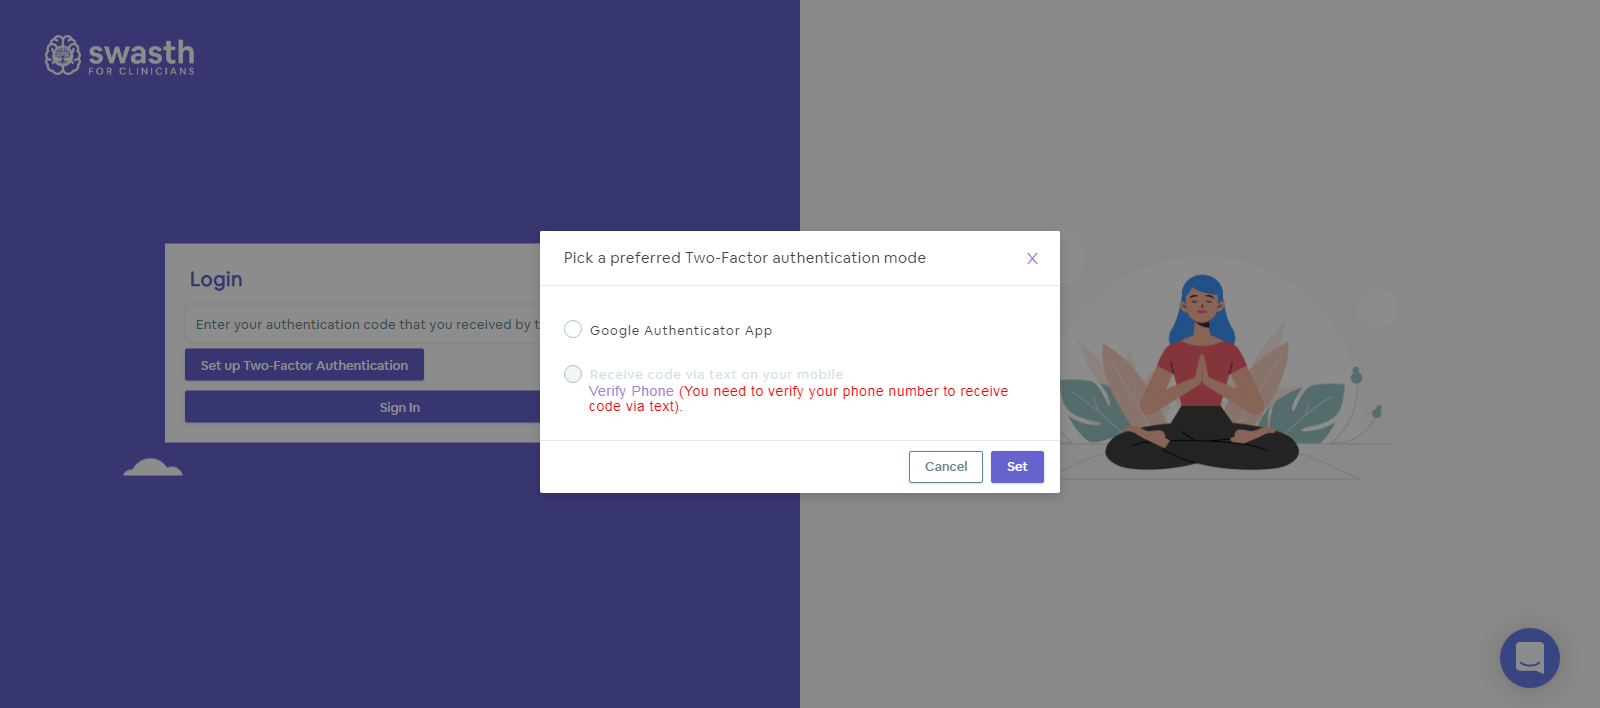 swasth
FOR CLINICIANS
Login
Enter your authentication code that you received by t
Set up Two-Factor Authentication
Sign In
Pick a preferred Two-Factor authentication mode
X
Google Authenticator App
Receive code via text on your mobile
Verify Phone (You need to verify your phone number to receive
code via text).
Cancel
Set